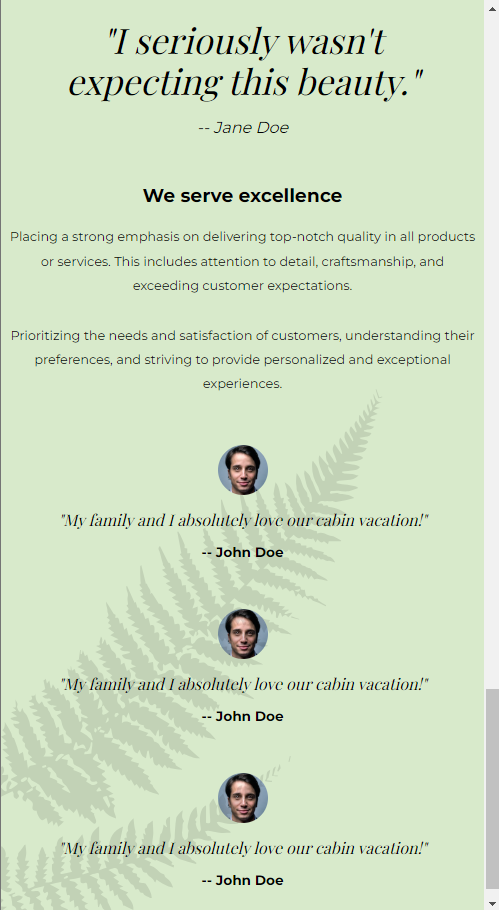 "I seriously wasn't
expecting this beauty."
-- Jane Doe
We serve excellence
Placing a strong emphasis on delivering top-notch quality in all products
or services. This includes attention to detail, craftsmanship, and
exceeding customer expectations.
Prioritizing the needs and satisfaction of customers, understanding their
preferences, and striving to provide personalized and exceptional
experiences.
"My family and I absolutely love our cabin vacation!"
-- John Doe
"My family and I absolutely love our cabin vacation!"
-- John Doe
"My family and I absolutely love our cabin vacation!"
-- John Doe